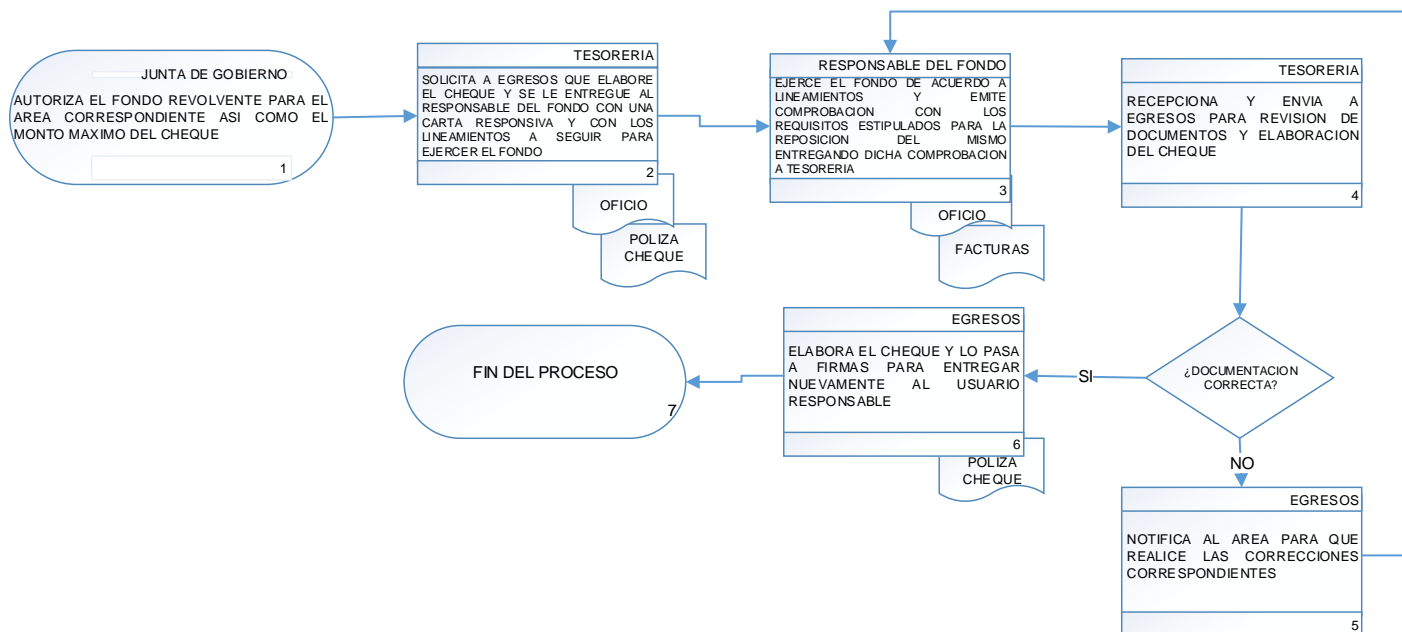 JUNTA DE GOBIERNO
AUTORIZA EL FONDO REVOLVENTE PARA EL
AREA CORRESPONDIENTE ASI COMO EL
MONTO MAXIMO DEL CHEQUE
1
TESORERIA
SOLICITA A EGRESOS QUE ELABORE
EL CHEQUE Y SE LE ENTREGUE AL
RESPONSABLE DEL FONDO CON UNA
CARTA RESPONSIVA Y CON LOS
LINEAMIENTOS A SEGUIR PARA
EJERCER EL FONDO
2
OFICIO
POLIZA
CHEQUE
RESPONSABLE DEL FONDO
EJERCE EL FONDO DE ACUERDO A
LINEAMIENTOS Y EMITE
COMPROBACION CON LOS
REQUISITOS ESTIPULADOS PARA LA
REPOSICION DEL MISMO
ENTREGANDO DICHA COMPROBACION
A TESORERIA
3
OFICIO
FACTURAS
TESORERIA
RECEPCIONA Y ENVIA A
EGRESOS PARA REVISION DE
DOCUMENTOS Y ELABORACION
DEL CHEQUE
4
¿DOCUMENTACION
CORRECTA?
SI
NO
EGRESOS
NOTIFICA AL AREA PARA QUE
REALICE LAS CORRECCIONES
CORRESPONDIENTES
5
EGRESOS
ELABORA EL CHEQUE Y LO PASA
A FIRMAS PARA ENTREGAR
NUEVAMENTE AL USUARIO
RESPONSABLE
6
POLIZA
CHEQUE
FIN DEL PROCESO
7